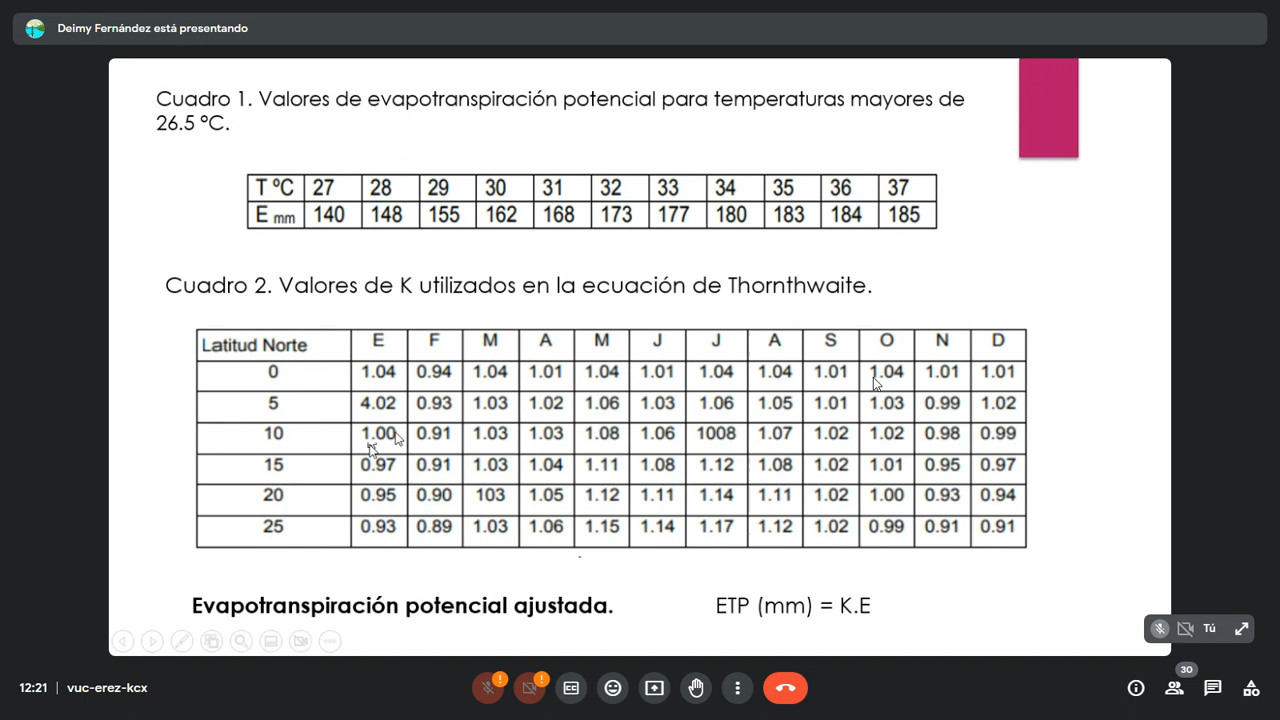 Deimy Fernández está presentando
Cuadro 1. Valores de evapotranspiración potencial para temperaturas mayores de
26.5 ºC.
T ºC 27 28 29 30 31 32 33 34 35 36 37
E mm 140 148 155 162 168 173 177 180 183 184 185
Cuadro 2. Valores de K utilizados en la ecuación de Thornthwaite.
Latitud Norte E F M A M J J A S O N D
0 1.04 0.94 1.04 1.01 1.04 1.01 1.04 1.04 1.01 1.04 1.01 1.01
5 4.02 0.93 1.03 1.02 1.06 1.03 1.06 1.05 1.01 1.03 0.99 1.02
10 1.00 0.91 1.03 1.03 1.08 1.06 1008 1.07 1.02 1.02 0.98 0.99
15 0.97 0.91 1.03 1.04 1.11 1.08 1.12 1.08 1.02 1.01 0.95 0.97
20 0.95 0.90 103 1.05 1.12 1.11 1.14 1.11 1.02 1.00 0.93 0.94
25 0.93 0.89 1.03 1.06 1.15 1.14 1.17 1.12 1.02 0.99 0.91 0.91
Evapotranspiración potencial ajustada. ETP (mm) = K.E
Tú
12:21 | vuc-erez-kcx
30